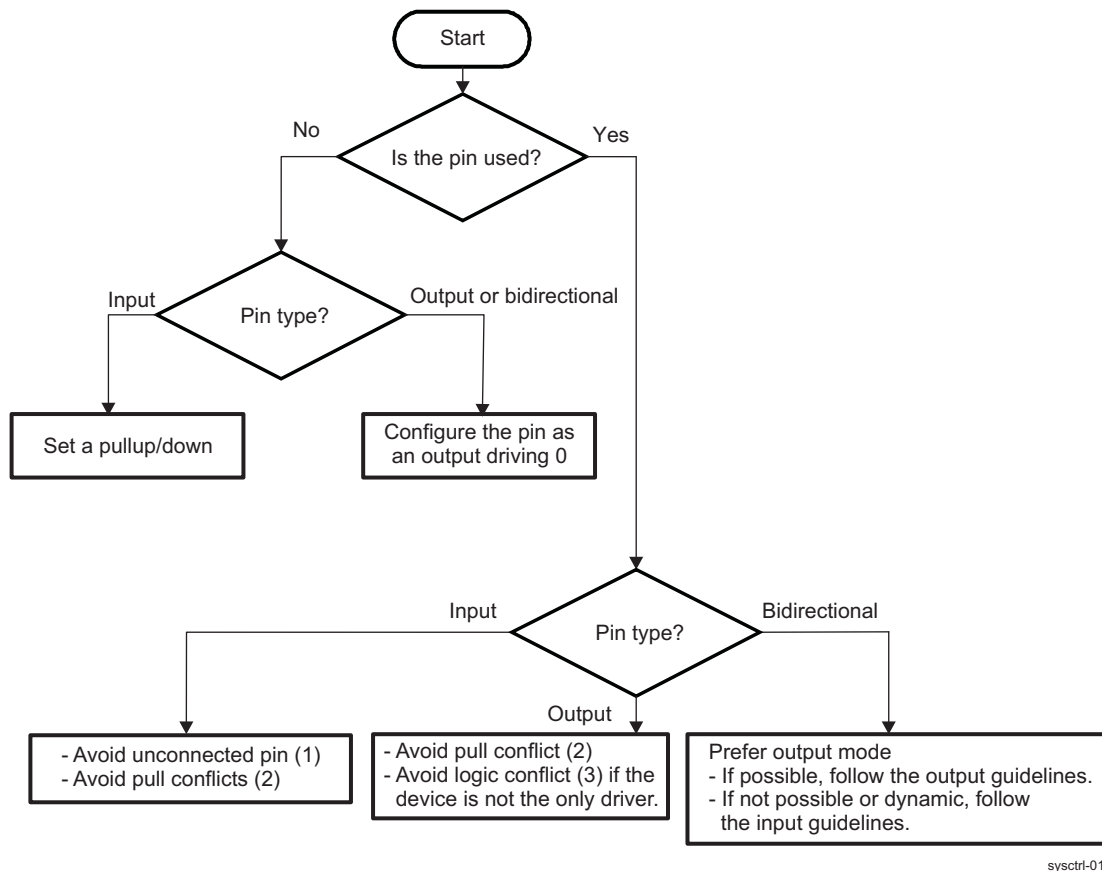 Start
No
Yes
Is the pin used?
Input
Output or bidirectional
Pin type?
Set a pullup/down
Configure the pin as
an output driving 0
Input
Bidirectional
Pin type?
Output
- Avoid unconnected pin (1)
- Avoid pull conflicts (2)
- Avoid pull conflict (2)
- Avoid logic conflict (3) if the
device is not the only driver.
Prefer output mode
- If possible, follow the output guidelines.
- If not possible or dynamic, follow
the input guidelines.
sysctrl-01